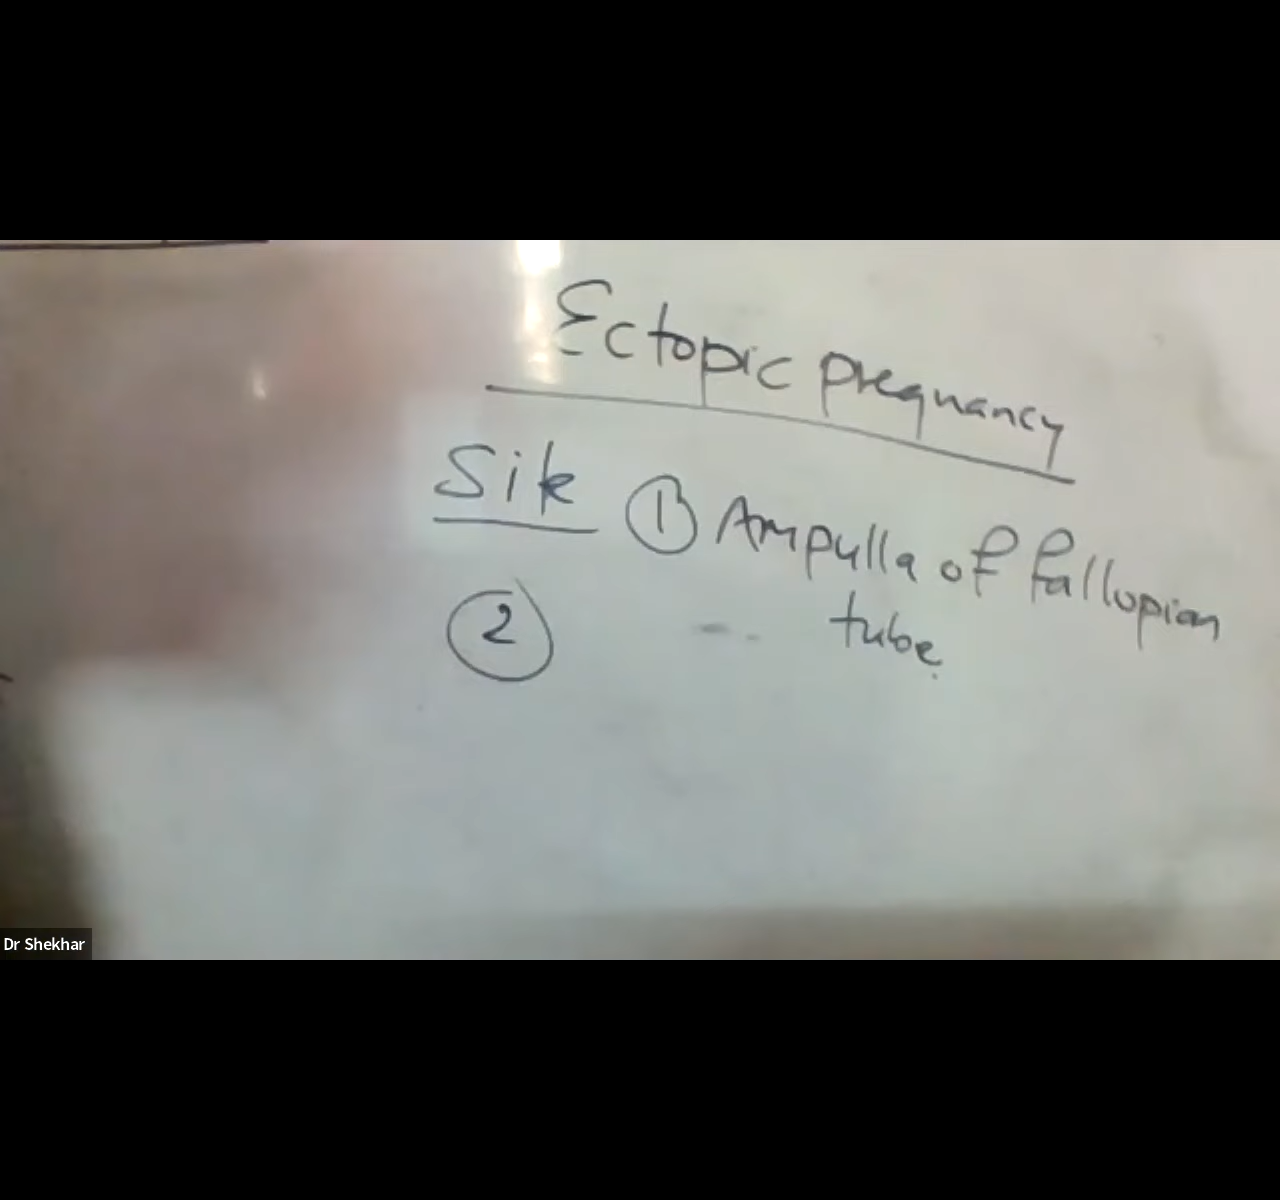 Ectopic pregnancy
Sik ① Ampulla of fallopian
tube
②
Dr Shekhar